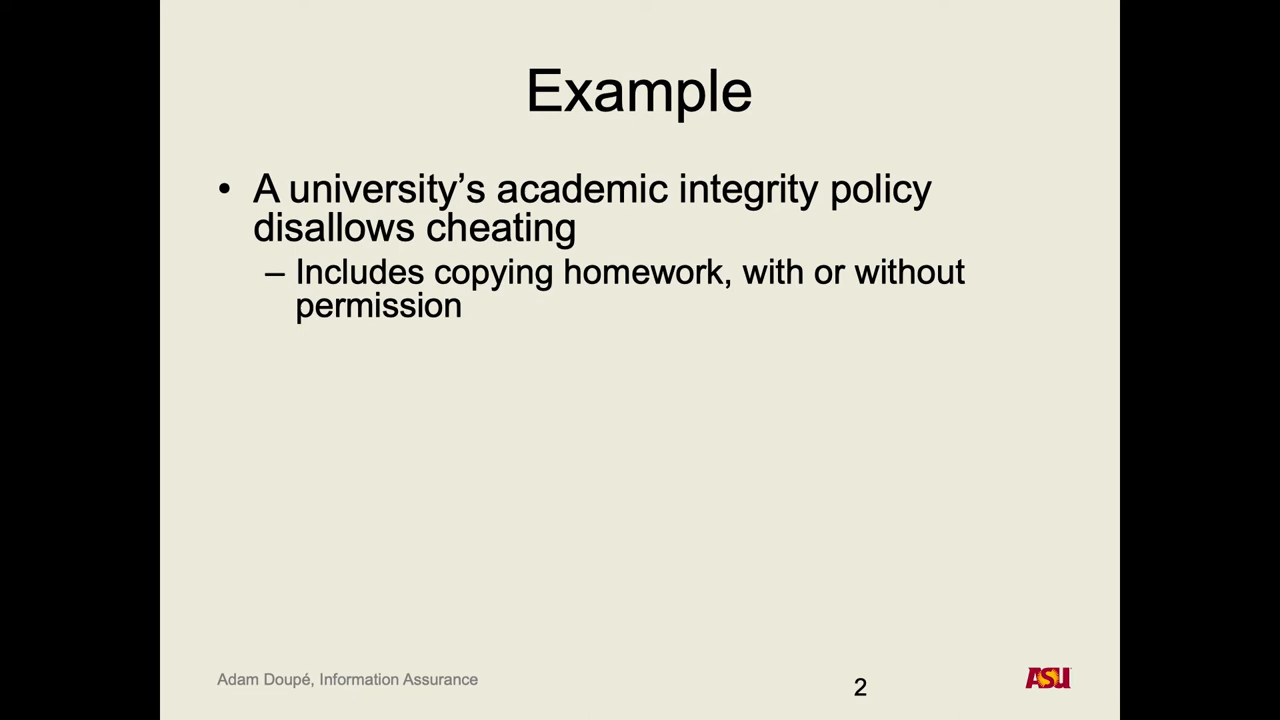 Example
• A university’s academic integrity policy
disallows cheating
– Includes copying homework, with or without
permission
Adam Doupé, Information Assurance
2
ASU